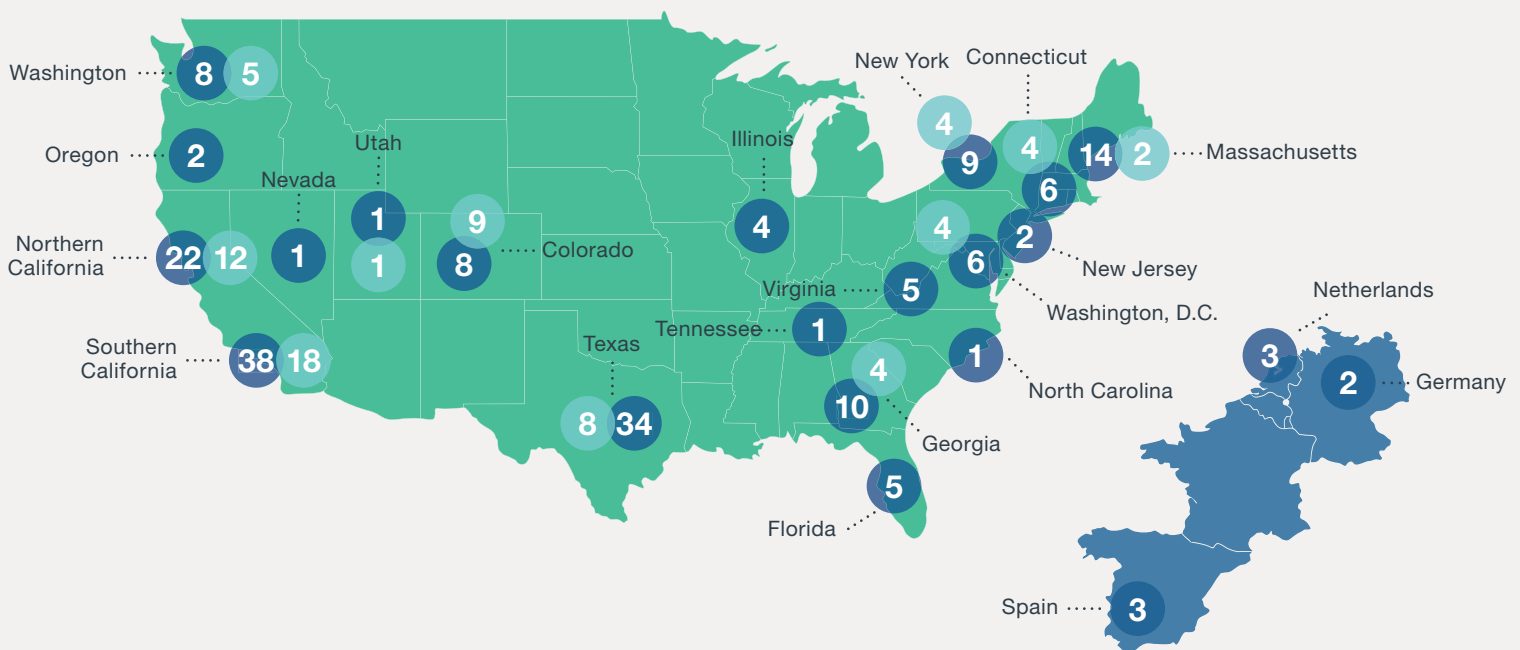 Washington
8
5
Oregon
2
Nevada
1
Utah
1
1
Northern
California
22
12
9
8
Colorado
Southern
California
38
18
Texas
8
34
Illinois
4
Tennessee
1
Virginia
5
New York
4
9
Connecticut
4
6
14
2
Massachusetts
2
New Jersey
4
6
Washington, D.C.
1
North Carolina
4
10
Georgia
5
Florida
Netherlands
3
2
Germany
Spain
3